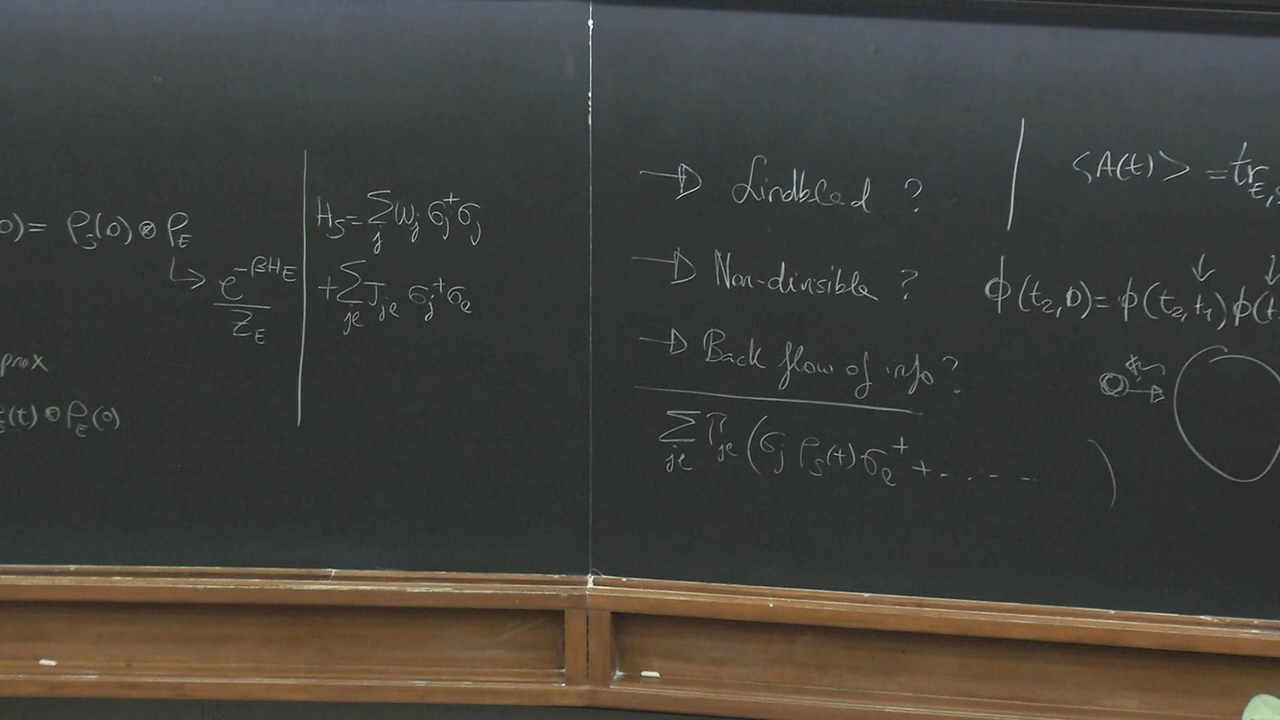 0) = ρ_S(0) ⊗ ρ_E
↳ e^{-βH_E} / Z_E
prox
(t) ⊗ ρ_E(0)
H_S = Σ_j ω_j σ_j^+ σ_j
+ Σ_{jl} J_{jl} σ_j^+ σ_l
→ Lindblad ?
→ Non-divisible ?
→ Back flow of info ?
Σ_{jl} Γ_{jl} (σ_j ρ_S(t) σ_l^+ + ...... )
<A(t)> = tr_{E,
ϕ(t_2,0) = ϕ(t_2,t_1) ϕ(t